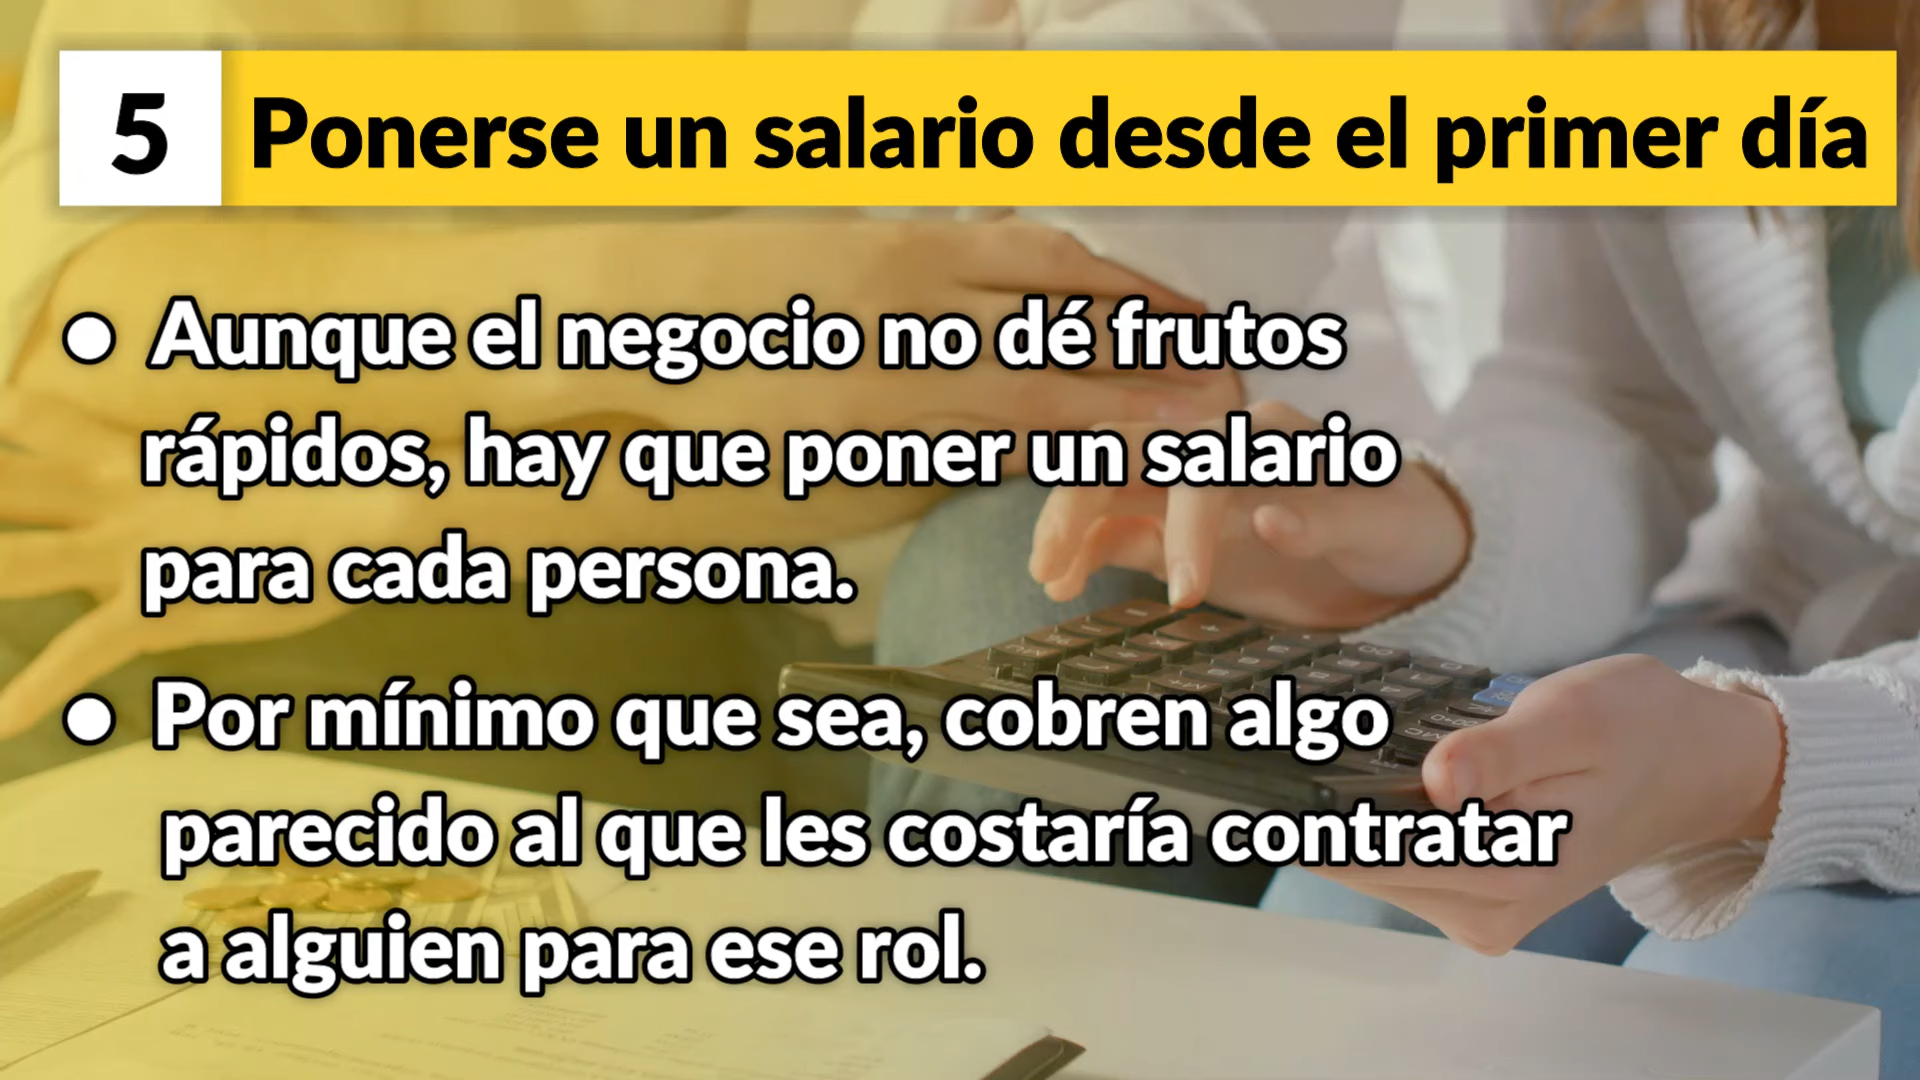 5 Ponerse un salario desde el primer día
● Aunque el negocio no dé frutos
rápidos, hay que poner un salario
para cada persona.
● Por mínimo que sea, cobren algo
parecido al que les costaría contratar
a alguien para ese rol.